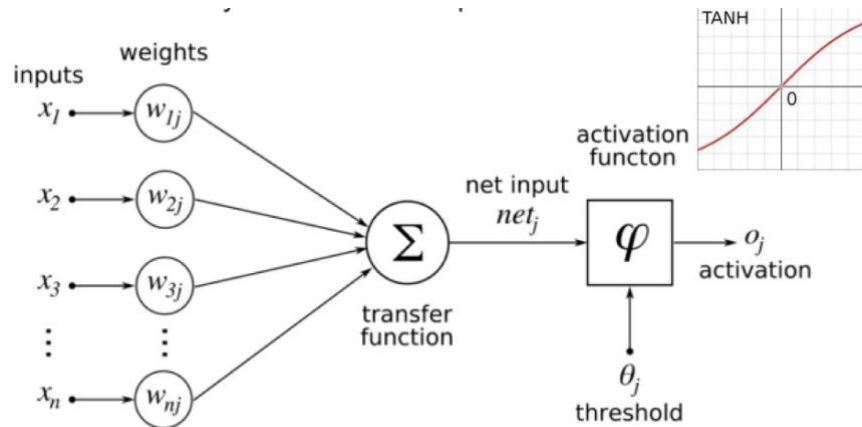 TANH
0
weights
inputs
x1
w1j
x2
w2j
x3
w3j
⋮
⋮
xn
wnj
Σ
transfer
function
net input
netj
activation
functon
φ
oj
activation
θj
threshold